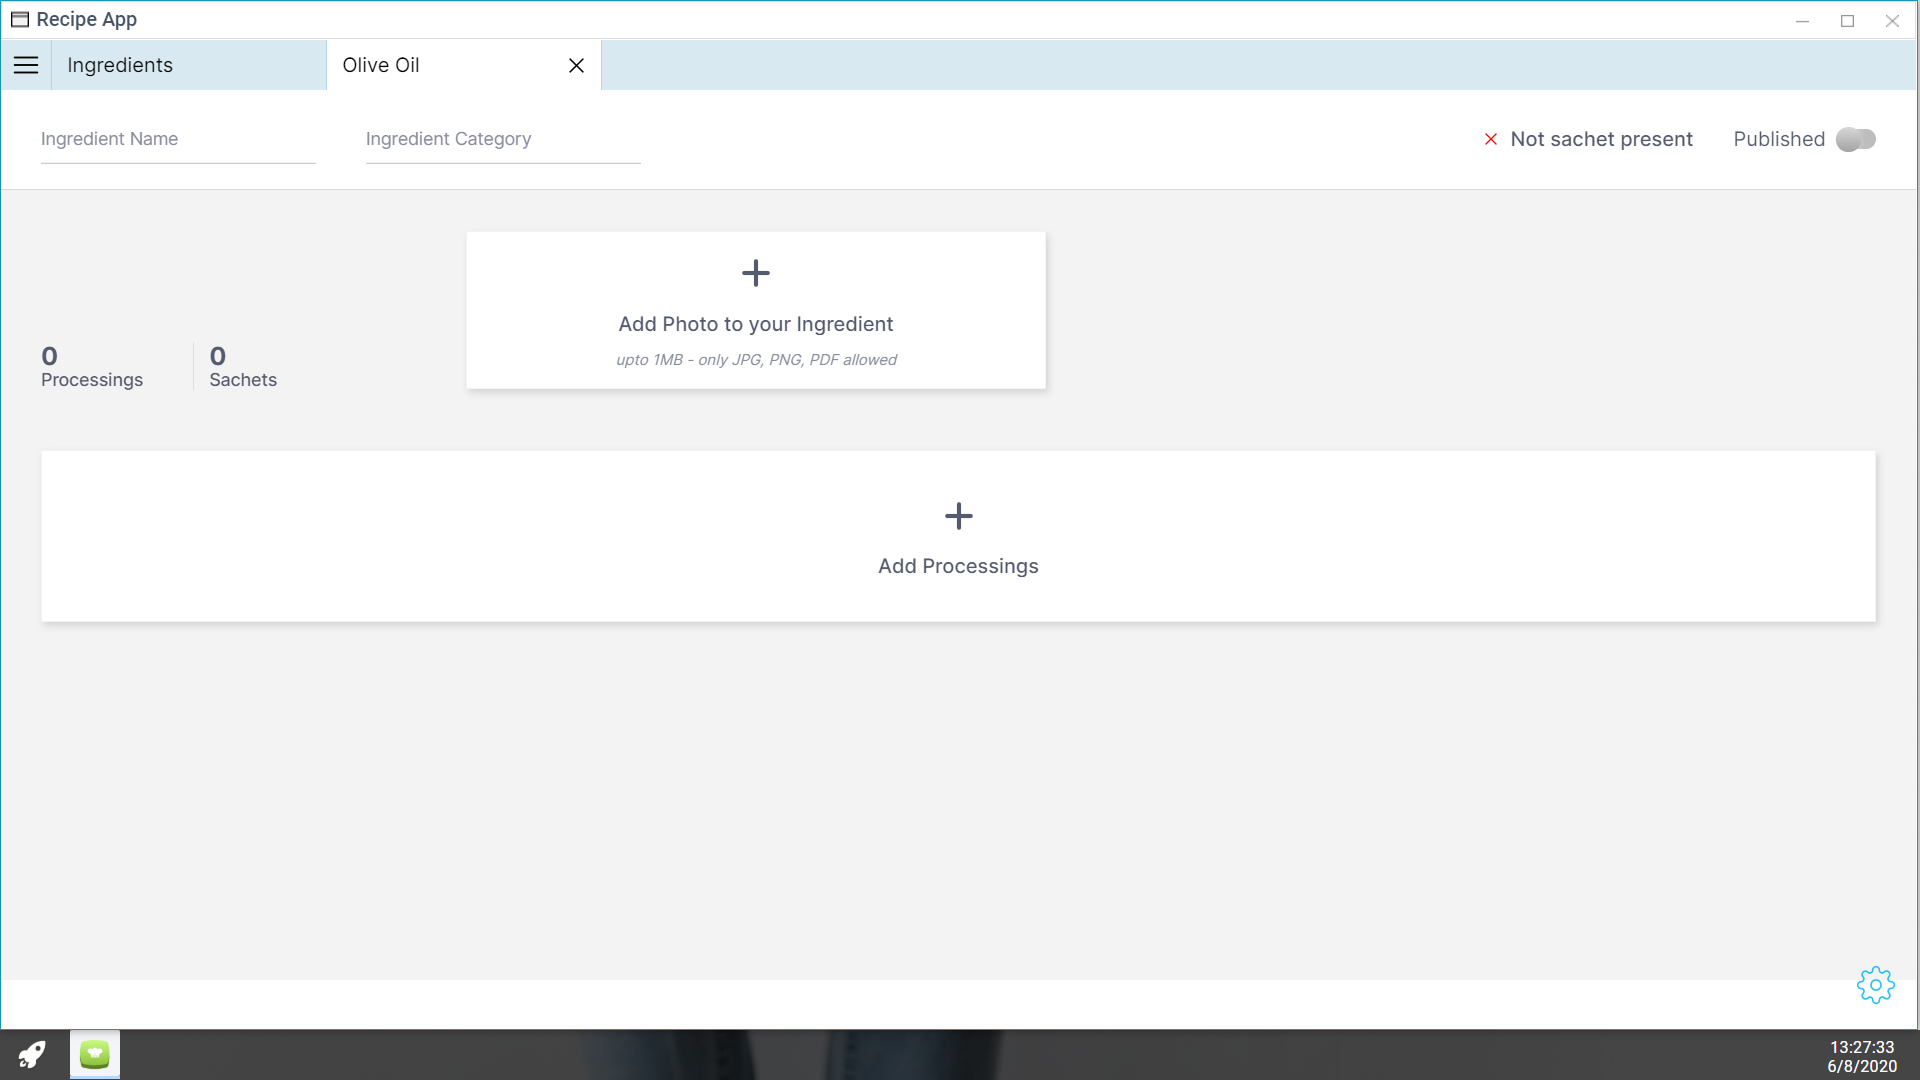 Recipe App
Ingredients
Olive Oil
Ingredient Name
Ingredient Category
Not sachet present
Published
Add Photo to your Ingredient
upto 1MB - only JPG, PNG, PDF allowed
0
Processings
0
Sachets
Add Processings
13:27:33
6/8/2020